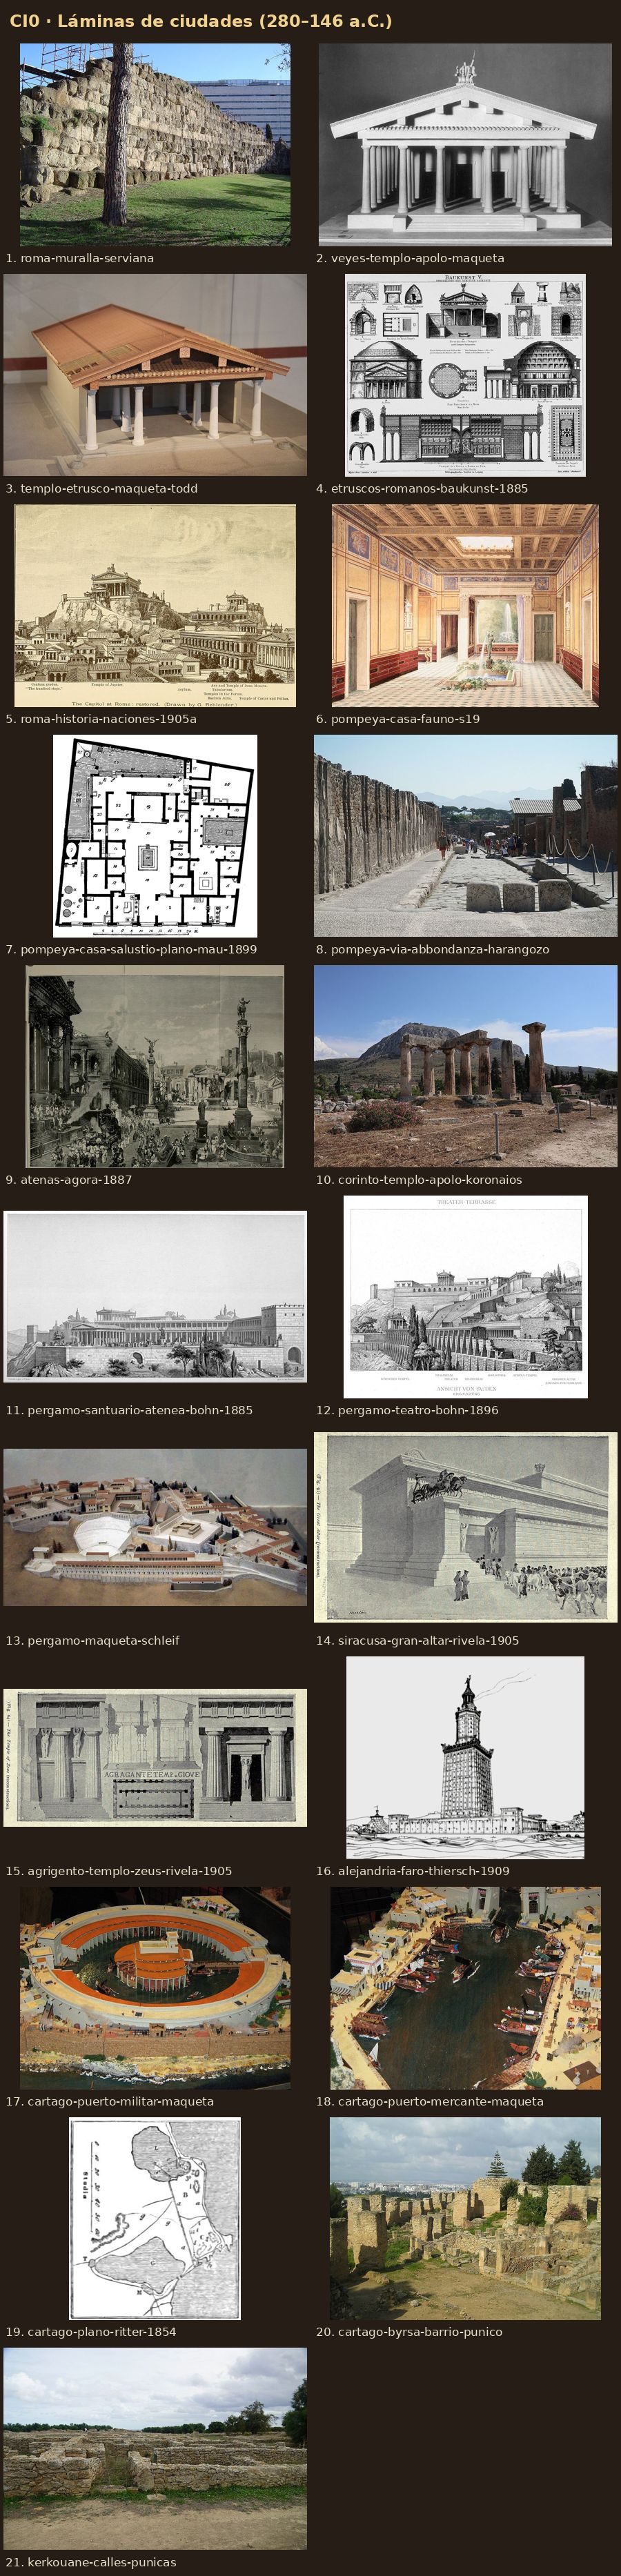 CI0 · Láminas de ciudades (280–146 a.C.)
1. roma-muralla-serviana
2. veyes-templo-apolo-maqueta
BAUKUNST V.
3. templo-etrusco-maqueta-todd
4. etruscos-romanos-baukunst-1885
The Capitol at Rome: restored.
5. roma-historia-naciones-1905a
6. pompeya-casa-fauno-s19
7. pompeya-casa-salustio-plano-mau-1899
8. pompeya-via-abbondanza-harangozo
9. atenas-agora-1887
10. corinto-templo-apolo-koronaios
11. pergamo-santuario-atenea-bohn-1885
THEATER-TERRASSE
ANSICHT VON SUDEN
12. pergamo-teatro-bohn-1896
13. pergamo-maqueta-schleif
14. siracusa-gran-altar-rivela-1905
AGRAGANTE TEMP. GIOVE
15. agrigento-templo-zeus-rivela-1905
16. alejandria-faro-thiersch-1909
17. cartago-puerto-militar-maqueta
18. cartago-puerto-mercante-maqueta
Stadia
19. cartago-plano-ritter-1854
20. cartago-byrsa-barrio-punico
21. kerkouane-calles-punicas